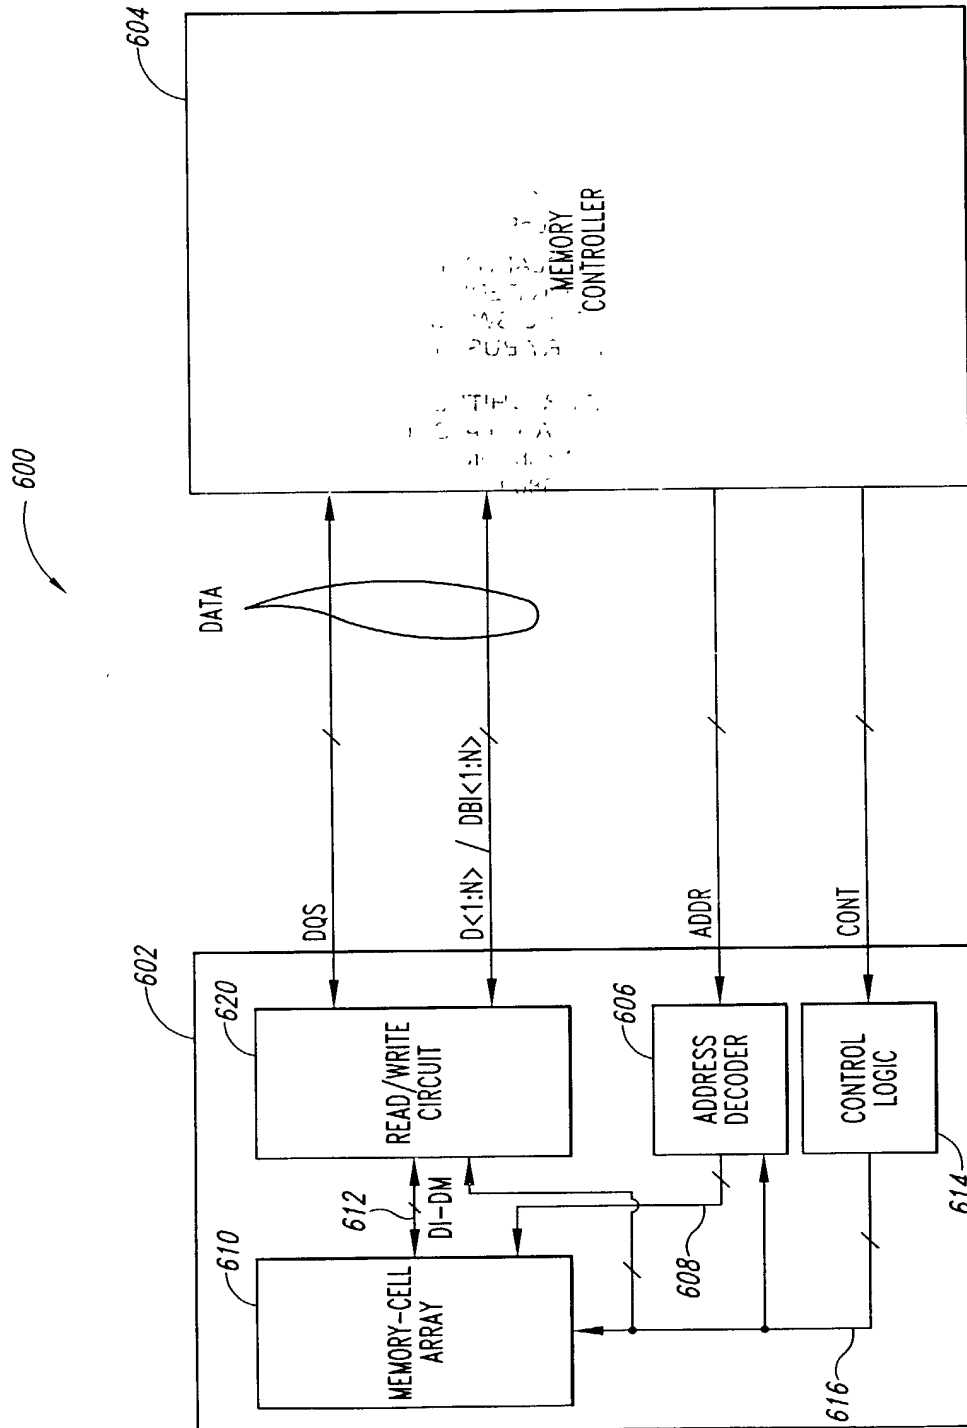 600
604
MEMORY
CONTROLLER
DATA
DQS
D<1:N> / DBI<1:N>
ADDR
CONT
602
620
READ/WRITE
CIRCUIT
606
ADDRESS
DECODER
CONTROL
LOGIC
614
612
DI-DM
610
MEMORY-CELL
ARRAY
608
616